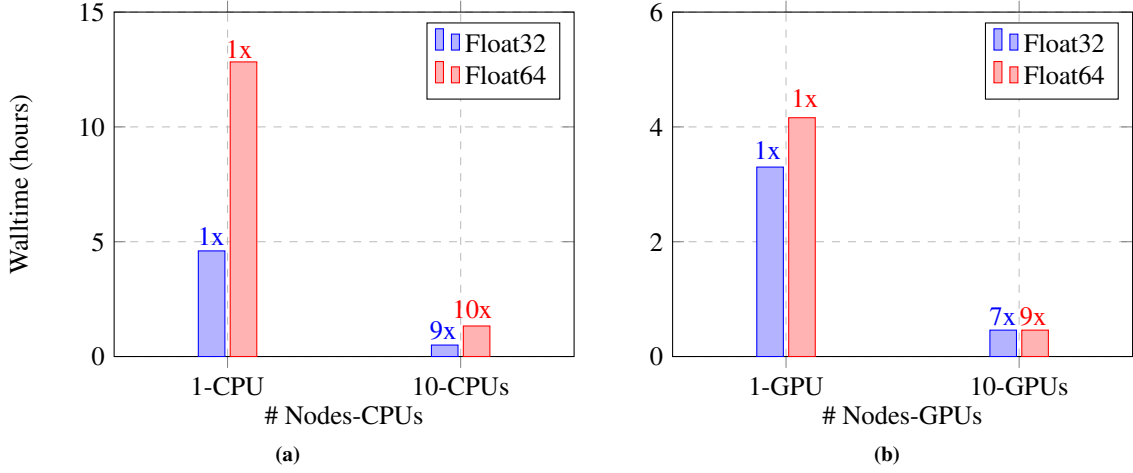 Walltime (hours)
15
10
5
0
1x
1x
9x
10x
Float32
Float64
1-CPU
10-CPUs
# Nodes-CPUs
(a)
6
4
2
0
1x
1x
7x
9x
Float32
Float64
1-GPU
10-GPUs
# Nodes-GPUs
(b)